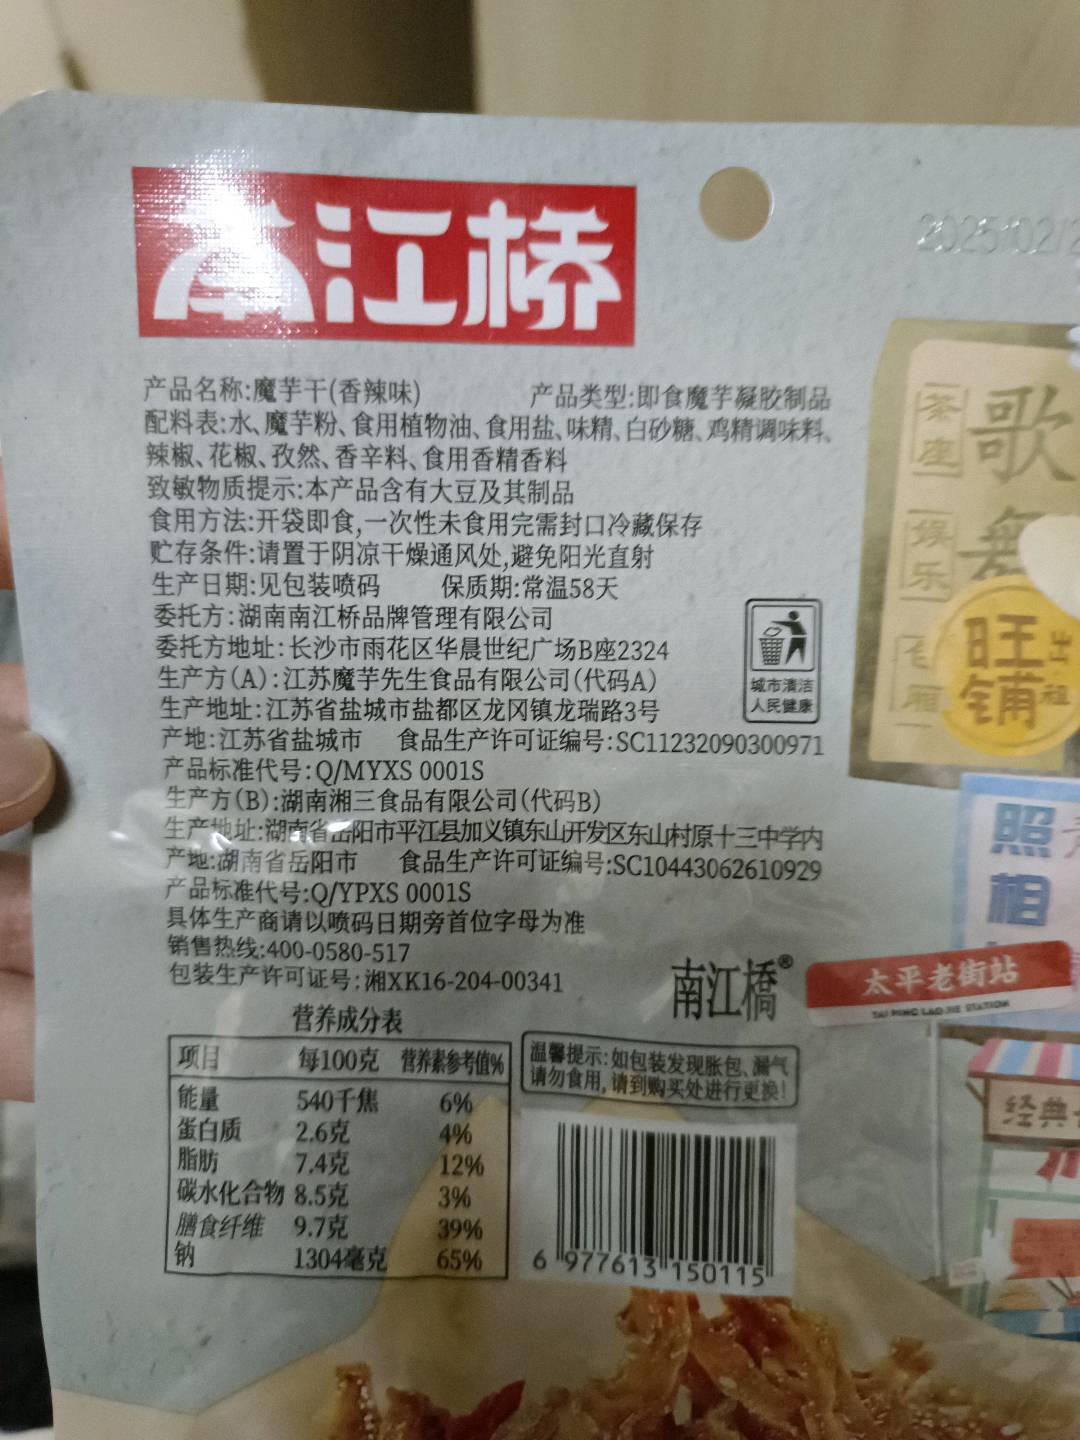 南江桥
2025/02/2
产品名称:魔芋干(香辣味) 产品类型:即食魔芋凝胶制品
配料表:水、魔芋粉、食用植物油、食用盐、味精、白砂糖、鸡精调味料、
辣椒、花椒、孜然、香辛料、食用香精香料
致敏物质提示:本产品含有大豆及其制品
食用方法:开袋即食,一次性未食用完需封口冷藏保存
贮存条件:请置于阴凉干燥通风处,避免阳光直射
生产日期:见包装喷码 保质期:常温58天
委托方:湖南南江桥品牌管理有限公司
委托方地址:长沙市雨花区华晨世纪广场B座2324
生产方(A):江苏魔芋先生食品有限公司(代码A)
生产地址:江苏省盐城市盐都区龙冈镇龙瑞路3号
产地:江苏省盐城市 食品生产许可证编号:SC11232090300971
产品标准代号:Q/MYXS 0001S
生产方(B):湖南湘三食品有限公司(代码B)
生产地址:湖南省岳阳市平江县加义镇东山开发区东山村原十三中学内
产地:湖南省岳阳市 食品生产许可证编号:SC10443062610929
产品标准代号:Q/YPXS 0001S
具体生产商请以喷码日期旁首位字母为准
销售热线:400-0580-517
包装生产许可证号:湘XK16-204-00341
城市清洁
人民健康
南江橋®
营养成分表
项目 每100克 营养素参考值%
能量 540千焦 6%
蛋白质 2.6克 4%
脂肪 7.4克 12%
碳水化合物 8.5克 3%
膳食纤维 9.7克 39%
钠 1304毫克 65%
温馨提示:如包装发现胀包、漏气
请勿食用,请到购买处进行更换!
6 977613 150115
茶座
歌舞
娱乐
包厢
旺铺
出租
照相
太平老街站
TAI PING LAO JIE STATION
经典